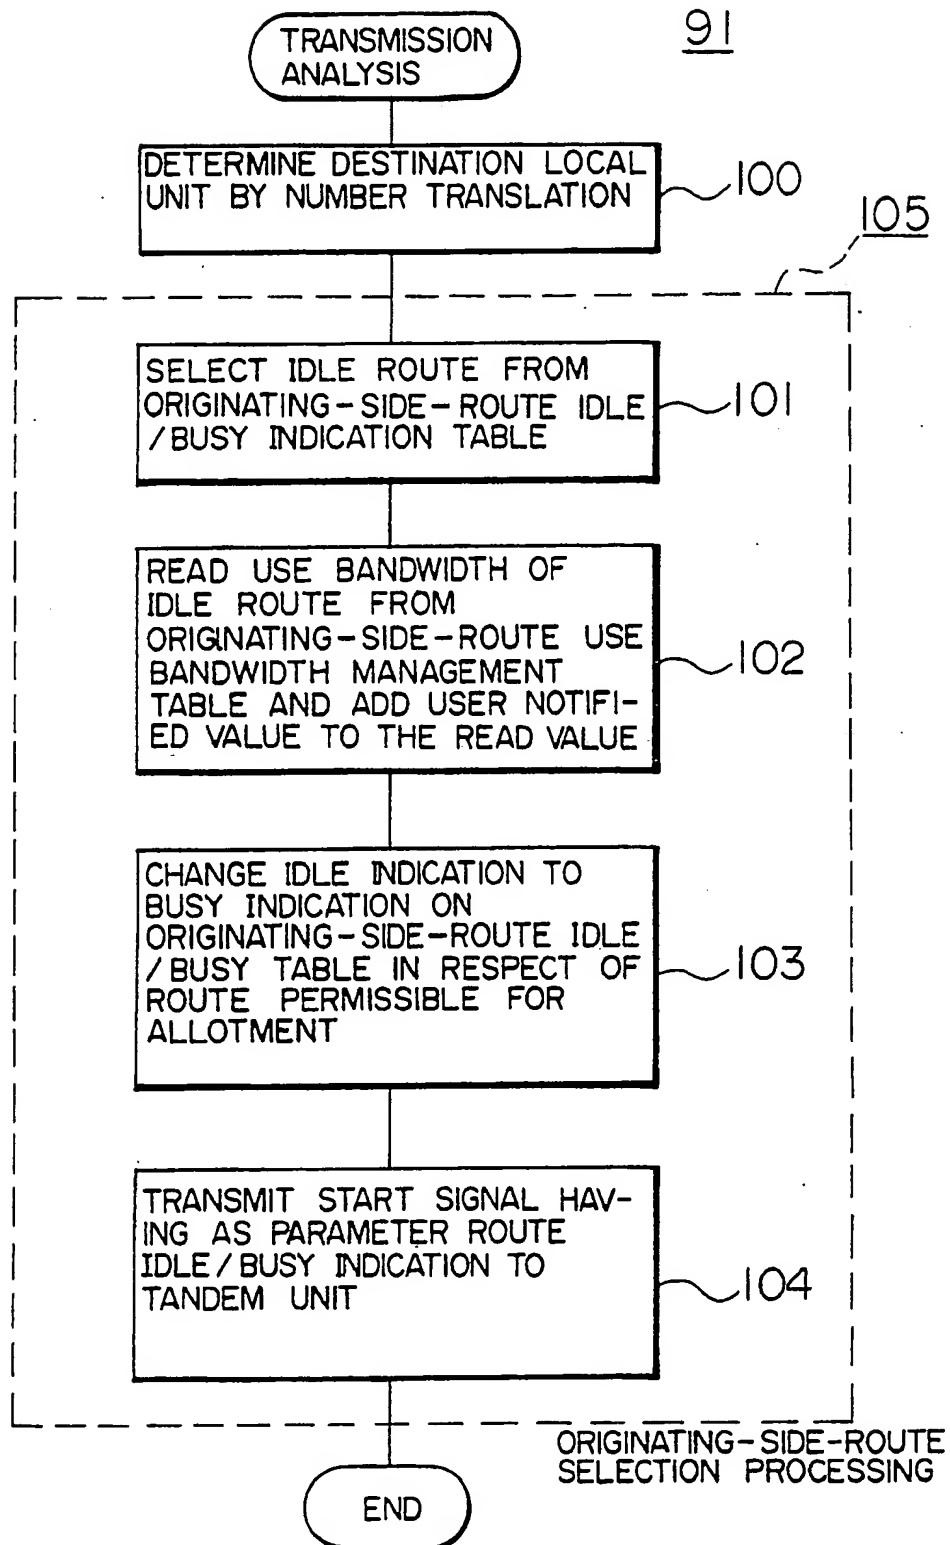 91
TRANSMISSION
ANALYSIS
DETERMINE DESTINATION LOCAL
UNIT BY NUMBER TRANSLATION
100
105
SELECT IDLE ROUTE FROM
ORIGINATING-SIDE-ROUTE IDLE
/BUSY INDICATION TABLE
101
READ USE BANDWIDTH OF
IDLE ROUTE FROM
ORIGINATING-SIDE-ROUTE USE
BANDWIDTH MANAGEMENT
TABLE AND ADD USER NOTIFI-
ED VALUE TO THE READ VALUE
102
CHANGE IDLE INDICATION TO
BUSY INDICATION ON
ORIGINATING-SIDE-ROUTE IDLE
/BUSY TABLE IN RESPECT OF
ROUTE PERMISSIBLE FOR
ALLOTMENT
103
TRANSMIT START SIGNAL HAV-
ING AS PARAMETER ROUTE
IDLE/BUSY INDICATION TO
TANDEM UNIT
104
ORIGINATING-SIDE-ROUTE
SELECTION PROCESSING
END